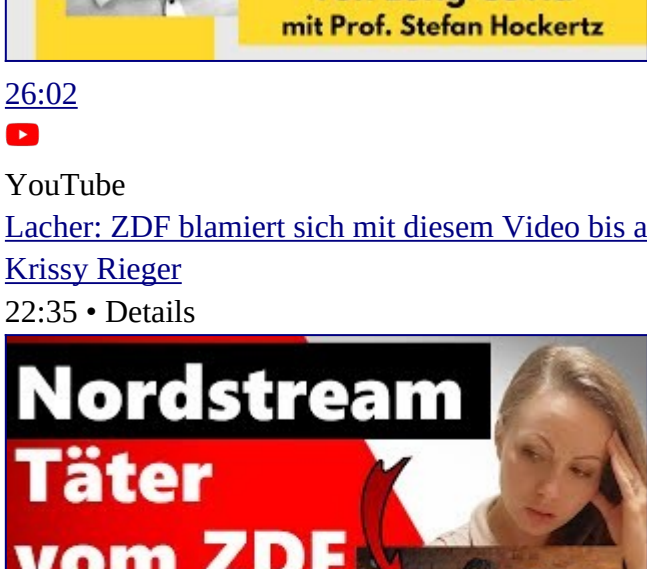 mit Prof. Stefan Hockertz
26:02
YouTube
Lacher: ZDF blamiert sich mit diesem Video bis a
Krissy Rieger
22:35 • Details
Nordstream
Täter
vom ZDF